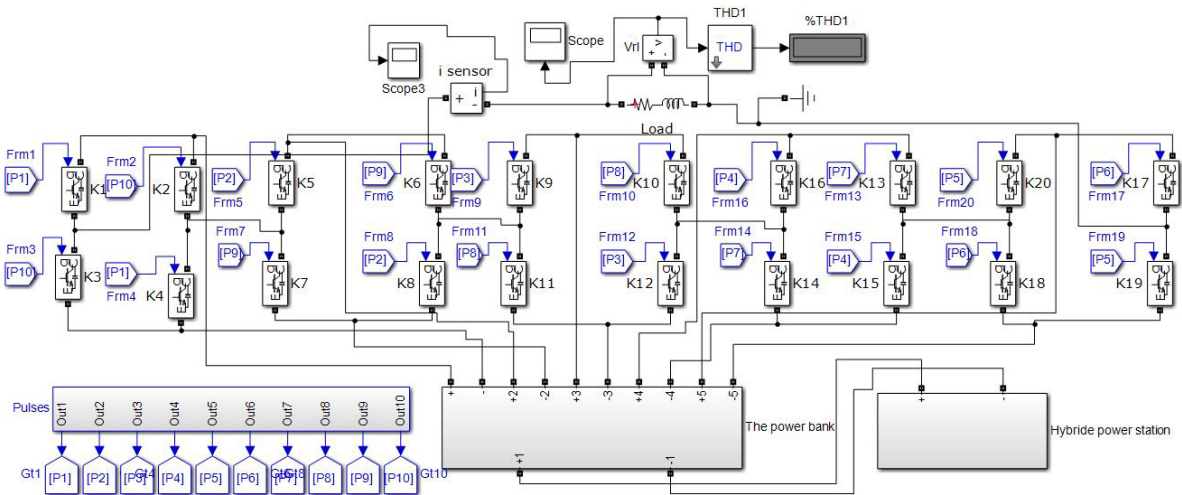 THD1
%THD1
Scope
Vrl
THD
v
+ -
Scope3
i sensor
+ i -
Load
Frm1
[P1]
K1
Frm2
[P10]
K2
[P2]
Frm5
K5
[P9]
Frm6
K6
[P3]
Frm9
K9
[P8]
Frm10
K10
[P4]
Frm16
K16
[P7]
Frm13
K13
[P5]
Frm20
K20
[P6]
Frm17
K17
Frm3
[P10]
K3
[P1]
Frm4
K4
Frm7
[P9]
K7
Frm8
[P2]
K8
Frm11
[P8]
K11
Frm12
[P3]
K12
Frm14
[P7]
K14
Frm15
[P4]
K15
Frm18
[P6]
K18
Frm19
[P5]
K19
+ - +2 -2 +3 -3 +4 -4 +5 -5
The power bank
+1 -1
+ -
Hybride power station
Pulses
Out1 Out2 Out3 Out4 Out5 Out6 Out7 Out8 Out9 Out10
Gt1 [P1] [P2] [P3] Gt4 [P4] [P5] [P6] [P7] Gt8 [P8] [P9] [P10] Gt10